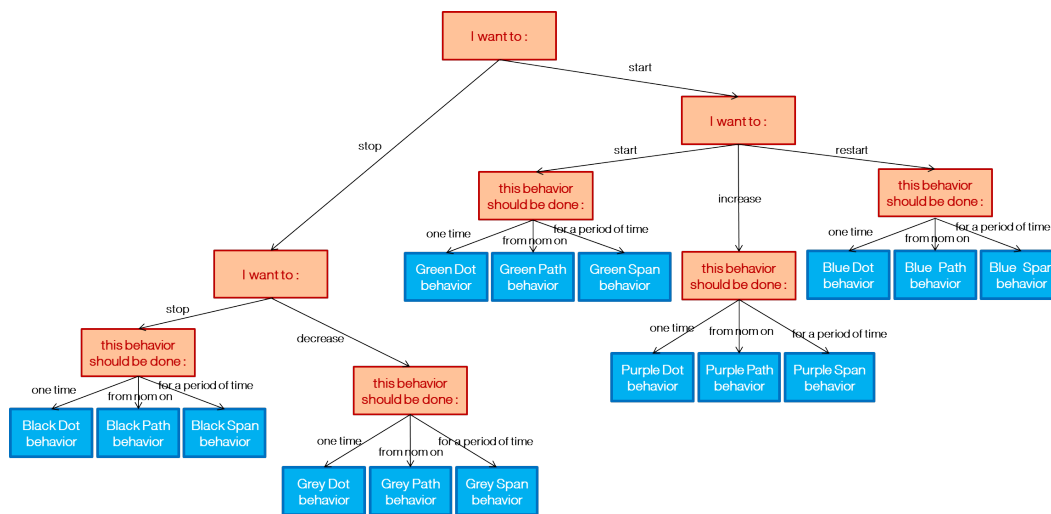 I want to :
start
I want to :
stop
start
restart
this behavior
should be done :
this behavior
should be done :
increase
one time
from nom on
for a period of time
one time
from nom on
for a period of time
Green Dot
behavior
Green Path
behavior
Green Span
behavior
Blue Dot
behavior
Blue Path
behavior
Blue Span
behavior
I want to :
this behavior
should be done :
stop
decrease
one time
from nom on
for a period of time
this behavior
should be done :
Purple Dot
behavior
Purple Path
behavior
Purple Span
behavior
this behavior
should be done :
one time
from nom on
for a period of time
Black Dot
behavior
Black Path
behavior
Black Span
behavior
one time
from nom on
for a period of time
Grey Dot
behavior
Grey Path
behavior
Grey Span
behavior